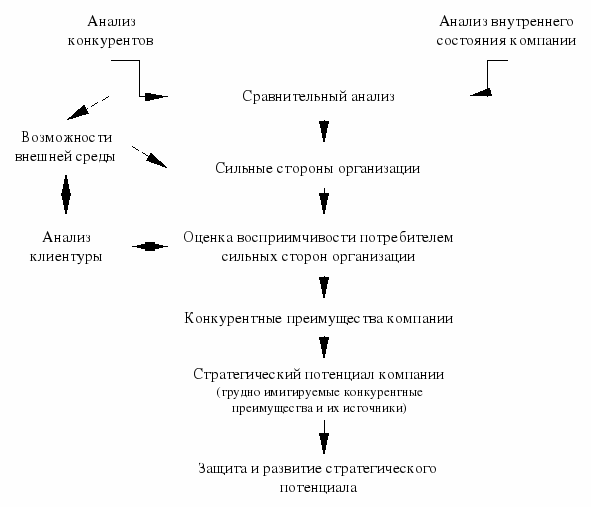 Анализ
конкурентов
Анализ внутреннего
состояния компании
Сравнительный анализ
Возможности
внешней среды
Сильные стороны организации
Анализ
клиентуры
Оценка восприимчивости потребителем
сильных сторон организации
Конкурентные преимущества компании
Стратегический потенциал компании
(трудно имитируемые конкурентные
преимущества и их источники)
Защита и развитие стратегического
потенциала